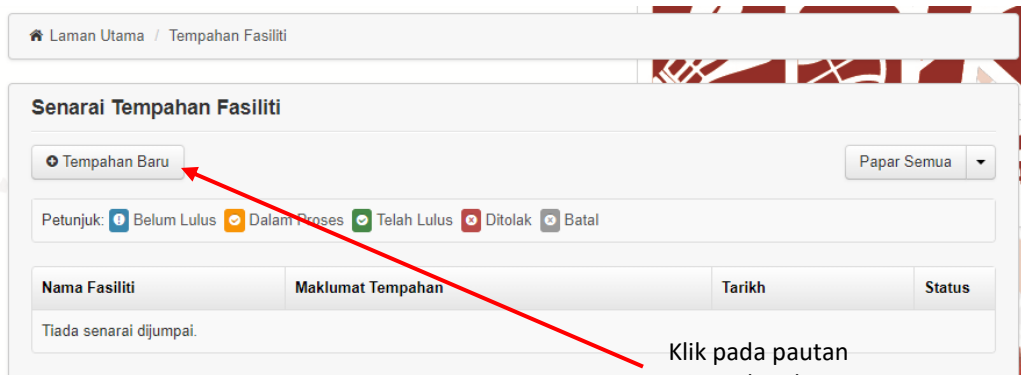 Laman Utama / Tempahan Fasiliti
Senarai Tempahan Fasiliti
Tempahan Baru
Papar Semua
Petunjuk: Belum Lulus Dalam Proses Telah Lulus Ditolak Batal
Nama Fasiliti Maklumat Tempahan Tarikh Status
Tiada senarai dijumpai.
Klik pada pautan